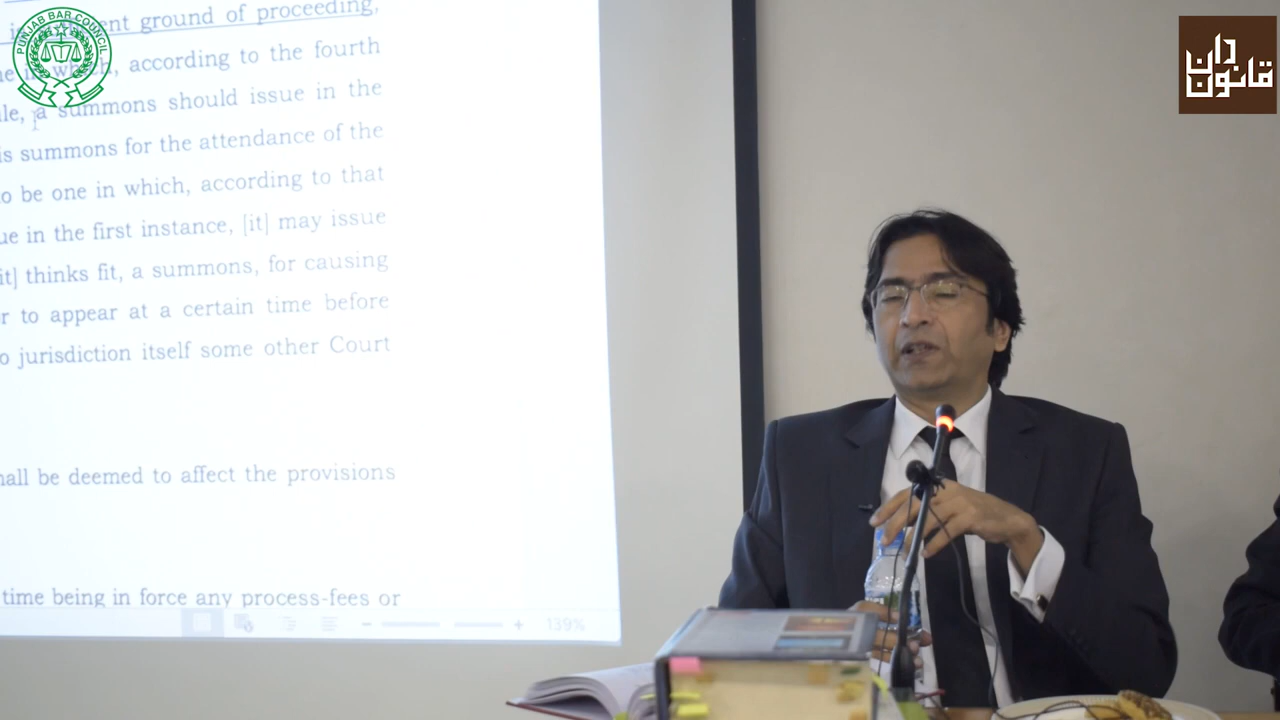 PUNJAB BAR COUNCIL
قانون دان
ground of proceeding,
according to the fourth
a summons should issue in the
summons for the attendance of the
be one in which, according to that
in the first instance, [it] may issue
thinks fit, a summons, for causing
to appear at a certain time before
jurisdiction itself some other Court
be deemed to affect the provisions
time being in force any process-fees or
139%